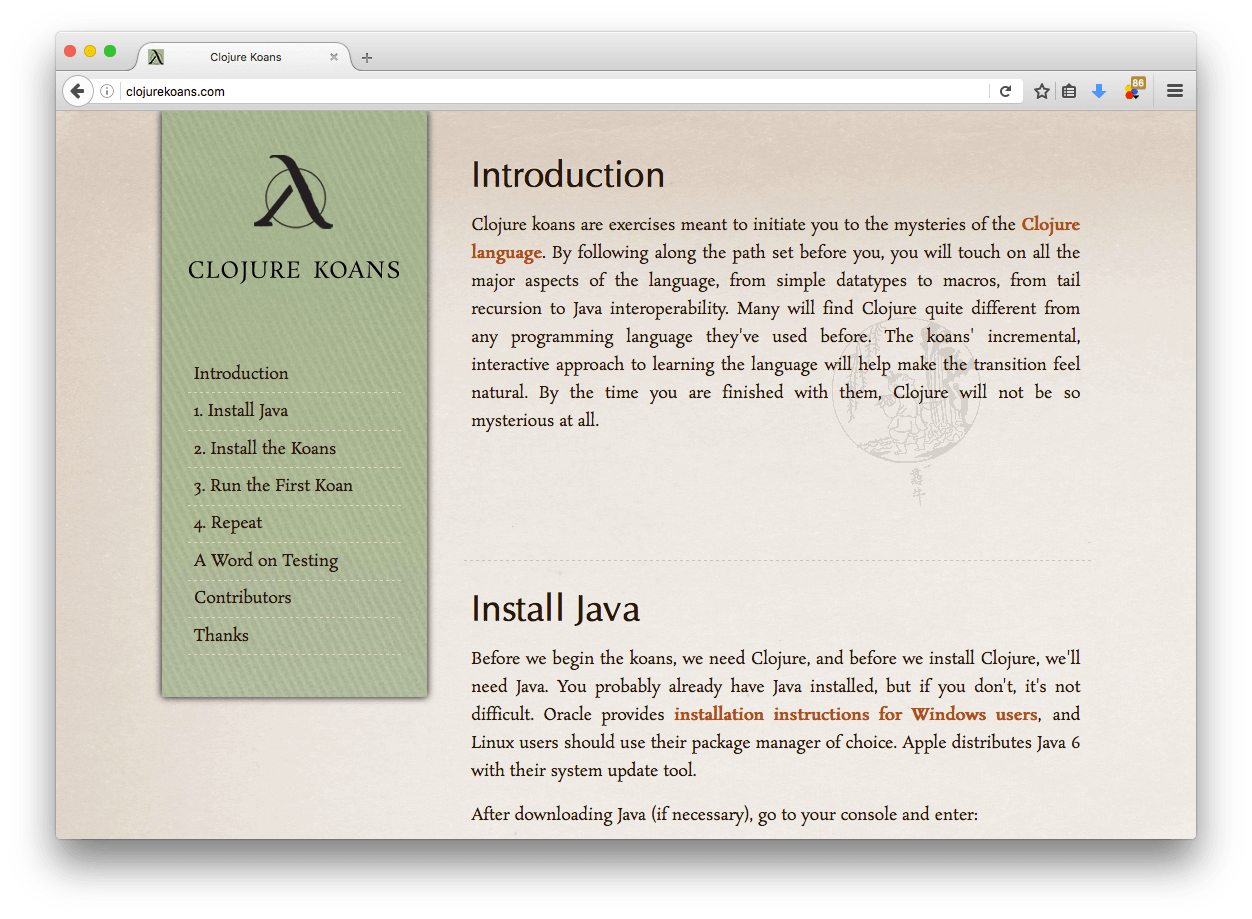 Clojure Koans
clojurekoans.com
86
CLOJURE KOANS
Introduction
1. Install Java
2. Install the Koans
3. Run the First Koan
4. Repeat
A Word on Testing
Contributors
Thanks
Introduction
Clojure koans are exercises meant to initiate you to the mysteries of the Clojure
language. By following along the path set before you, you will touch on all the
major aspects of the language, from simple datatypes to macros, from tail
recursion to Java interoperability. Many will find Clojure quite different from
any programming language they've used before. The koans' incremental,
interactive approach to learning the language will help make the transition feel
natural. By the time you are finished with them, Clojure will not be so
mysterious at all.
Install Java
Before we begin the koans, we need Clojure, and before we install Clojure, we'll
need Java. You probably already have Java installed, but if you don't, it's not
difficult. Oracle provides installation instructions for Windows users, and
Linux users should use their package manager of choice. Apple distributes Java 6
with their system update tool.
After downloading Java (if necessary), go to your console and enter: